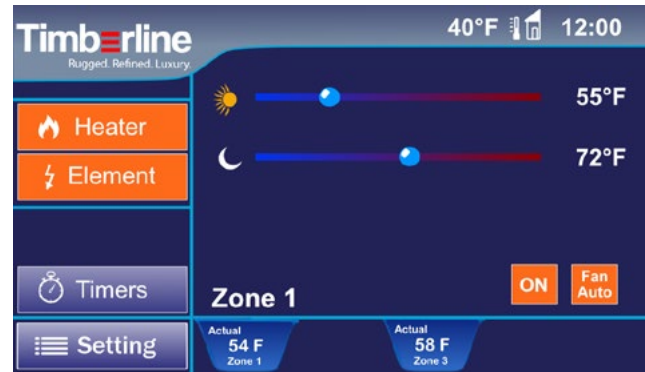 Timberline
Rugged. Refined. Luxury.
40°F
12:00
55°F
Heater
72°F
Element
Timers
Zone 1
ON
Fan
Auto
Setting
Actual
54 F
Zone 1
Actual
58 F
Zone 3